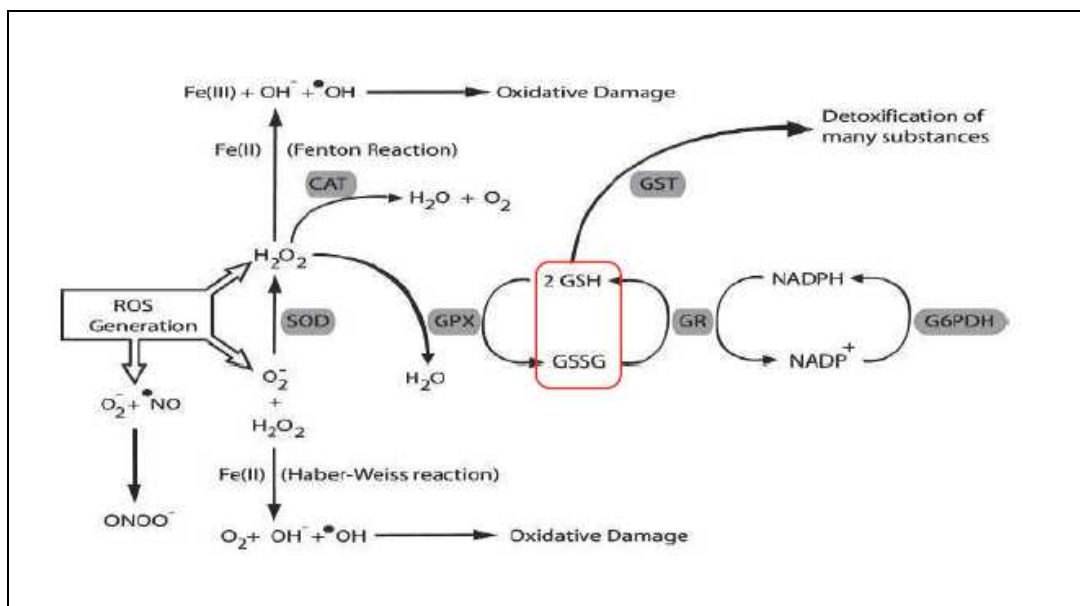 Fe(III) + OH⁻ + •OH
Oxidative Damage
Detoxification of
many substances
Fe(II)
(Fenton Reaction)
CAT
GST
H₂O + O₂
H₂O₂
2 GSH
NADPH
ROS
Generation
SOD
GPX
GR
G6PDH
GSSG
NADP⁺
O₂⁻
H₂O
O₂⁻ + •NO
+
H₂O₂
Fe(II)
(Haber-Weiss reaction)
ONOO⁻
O₂+ OH⁻ + •OH
Oxidative Damage